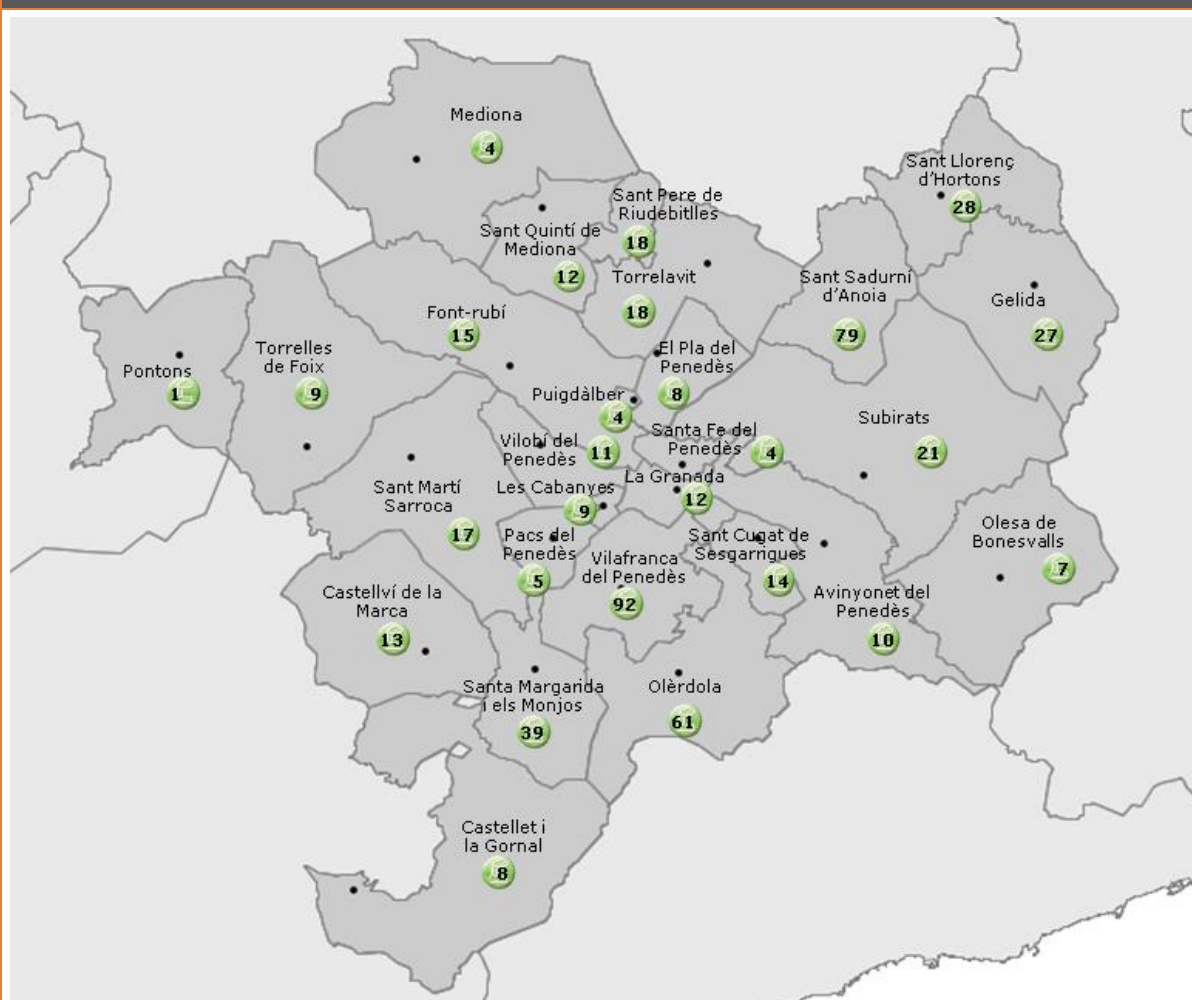 Mediona
4
Sant Llorenç
d'Hortons
28
Sant Pere de
Riudebitlles
18
Sant Quintí de
Mediona
12
Torrelavit
18
Sant Sadurní
d'Anoia
79
Gelida
27
Font-rubí
15
Torrelles
de Foix
9
Pontons
1
El Pla del
Penedès
8
Puigdàlber
4
Subirats
21
Vilobí del
Penedès
11
Santa Fe del
Penedès
4
La Granada
12
Les Cabanyes
9
Sant Martí
Sarroca
17
Pacs del
Penedès
5
Vilafranca
del Penedès
92
Sant Cugat de
Sesgarrigues
14
Olesa de
Bonesvalls
7
Avinyonet del
Penedès
10
Castellví de la
Marca
13
Santa Margarida
i els Monjos
39
Olèrdola
61
Castellet i
la Gornal
8